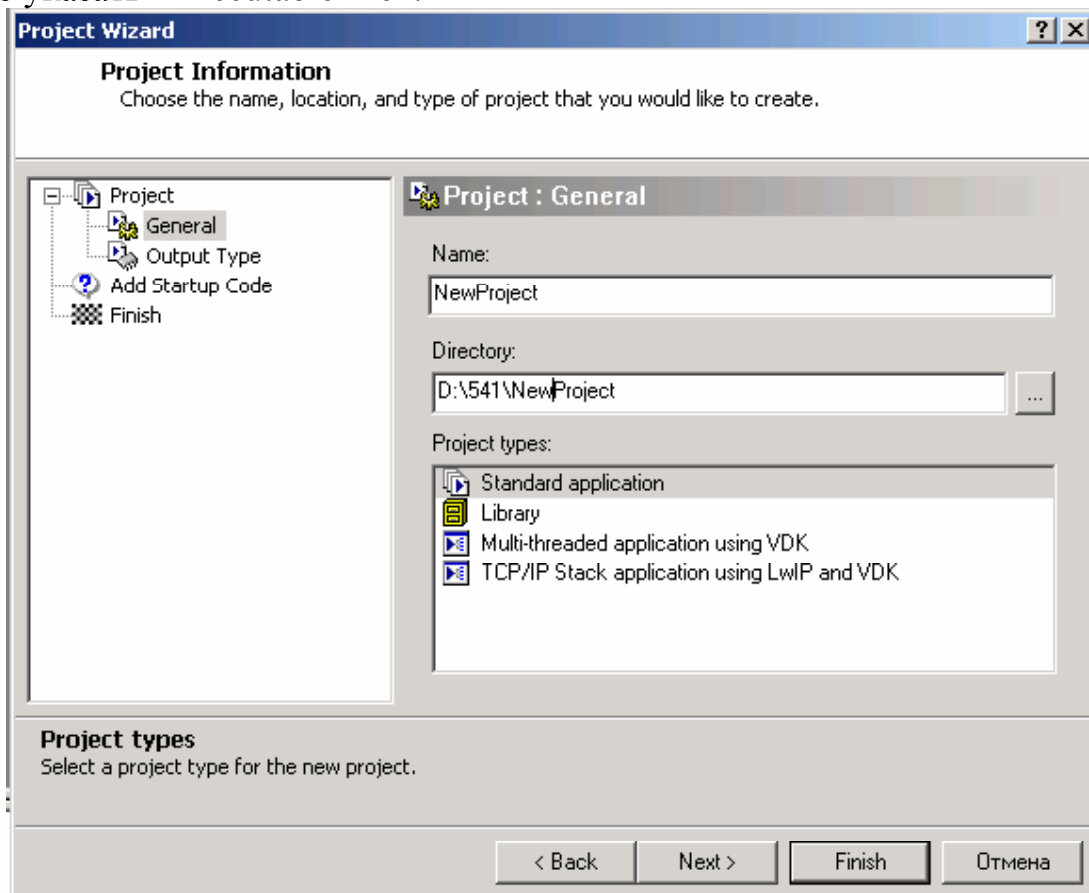 Project Wizard
Project Information
Choose the name, location, and type of project that you would like to create.
Project
General
Output Type
Add Startup Code
Finish
Project : General
Name:
NewProject
Directory:
D:\541\NewProject
...
Project types:
Standard application
Library
Multi-threaded application using VDK
TCP/IP Stack application using LwIP and VDK
Project types
Select a project type for the new project.
< Back
Next >
Finish
Отмена